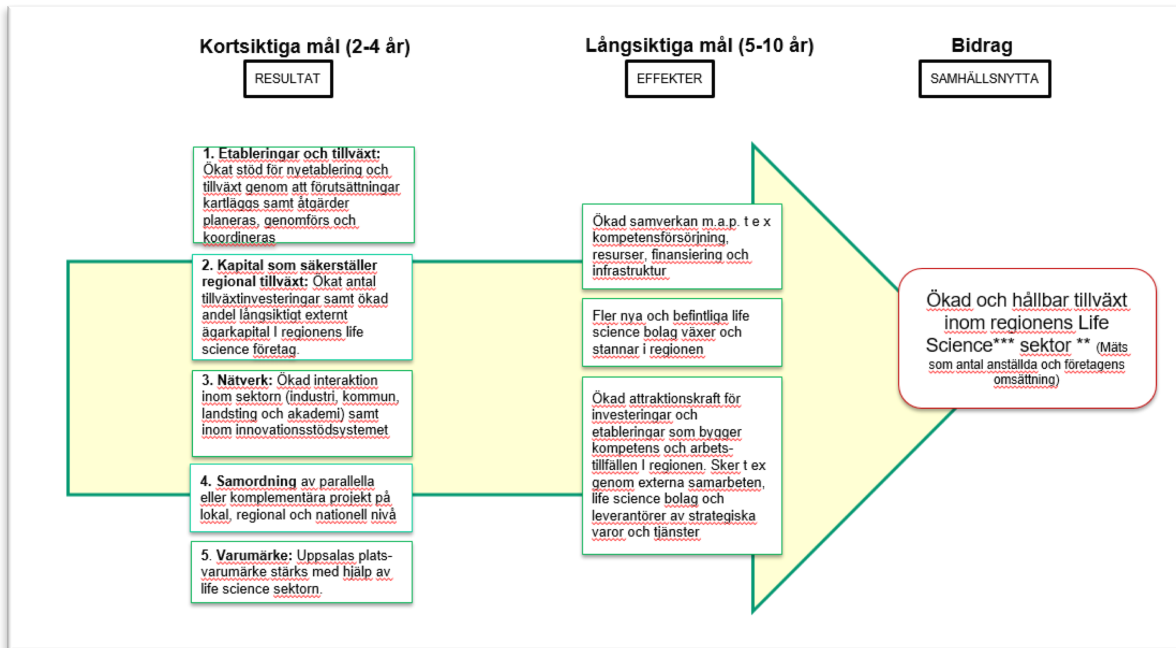 Kortsiktiga mål (2-4 år)
RESULTAT
Långsiktiga mål (5-10 år)
EFFEKTER
Bidrag
SAMHÄLLSNYTTA
1. Etableringar och tillväxt:
Ökat stöd för nyetablering och
tillväxt genom att förutsättningar
kartläggs samt åtgärder
planeras, genomförs och
koordineras
2. Kapital som säkerställer
regional tillväxt: Ökat antal
tillväxtinvesteringar samt ökad
andel långsiktigt externt
ägarkapital I regionens life
science företag.
3. Nätverk: Ökad interaktion
inom sektorn (industri, kommun,
landsting och akademi) samt
inom innovationsstödsystemet
4. Samordning av parallella
eller komplementära projekt på
lokal, regional och nationell nivå
5. Varumärke: Uppsalas plats-
varumärke stärks med hjälp av
life science sektorn.
Ökad samverkan m.a.p. t e x
kompetensförsörjning,
resurser, finansiering och
infrastruktur
Fler nya och befintliga life
science bolag växer och
stannar i regionen
Ökad attraktionskraft för
investeringar och
etableringar som bygger
kompetens och arbets-
tillfällen I regionen. Sker t ex
genom externa samarbeten,
life science bolag och
leverantörer av strategiska
varor och tjänster
Ökad och hållbar tillväxt
inom regionens Life
Science*** sektor ** (Mäts
som antal anställda och företagens
omsättning)